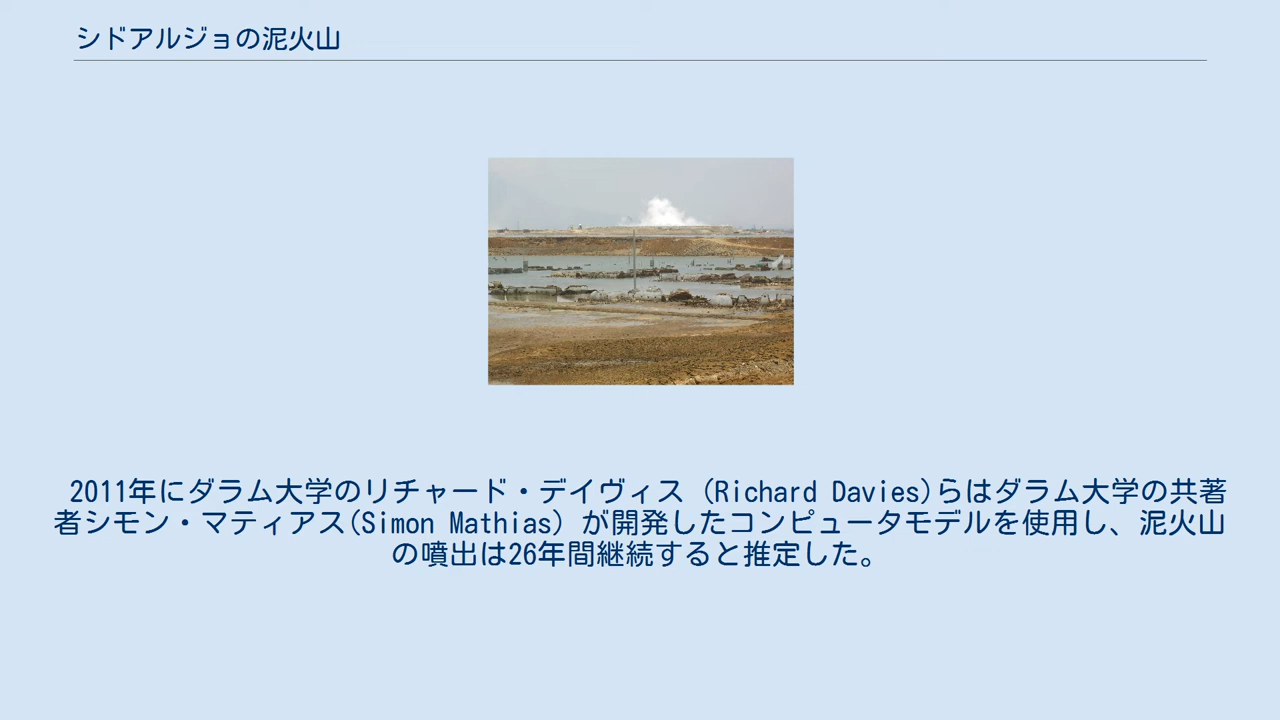 シドアルジョの泥火山
2011年にダラム大学のリチャード・デイヴィス (Richard Davies)らはダラム大学の共著
者シモン・マティアス(Simon Mathias) が開発したコンピュータモデルを使用し、泥火山
の噴出は26年間継続すると推定した。